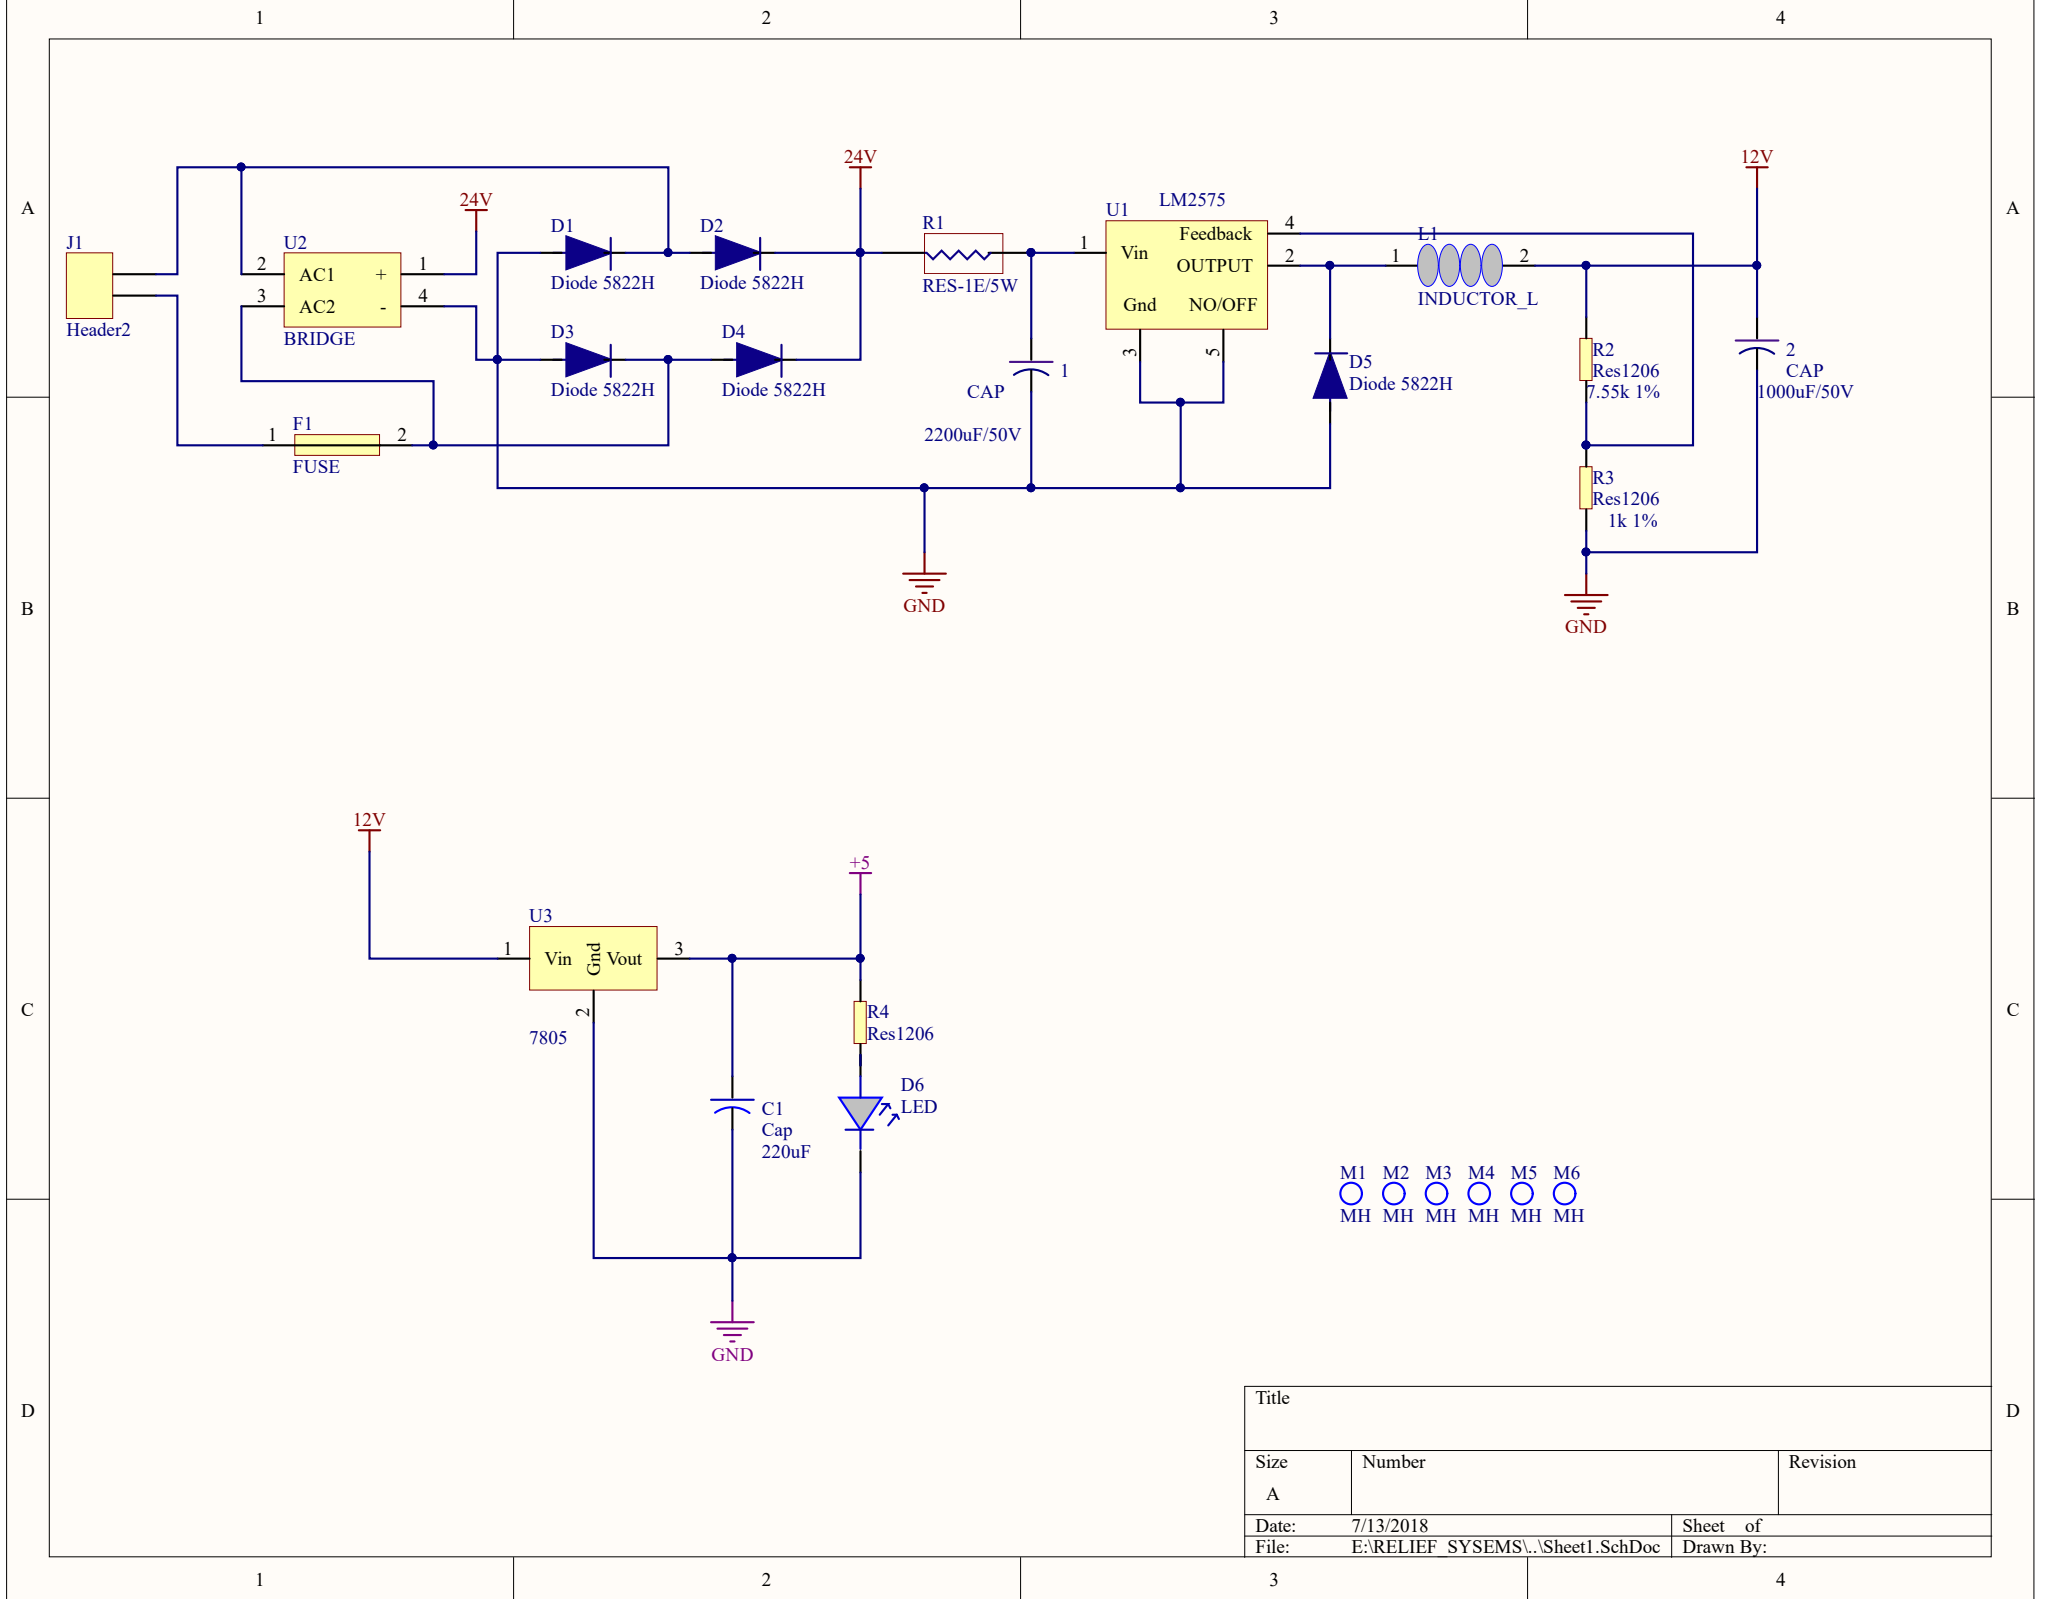 1 2 3 4
A
A
24V
12V
24V
LM2575
J1
Header2
U2
2 AC1 + 1
3 AC2 - 4
BRIDGE
D1
Diode 5822H
D2
Diode 5822H
D3
Diode 5822H
D4
Diode 5822H
F1
1 2
FUSE
R1
RES-1E/5W
1
CAP
2200uF/50V
U1
1 Vin
Feedback 4
OUTPUT 2
Gnd NO/OFF
3 5
L1
1 2
INDUCTOR_L
D5
Diode 5822H
R2
Res1206
7.55k 1%
2
CAP
1000uF/50V
R3
Res1206
1k 1%
GND
GND
B
B
12V
+5
U3
1 Vin Gnd Vout 3
2
7805
R4
Res1206
D6
LED
C1
Cap
220uF
GND
C
C
M1 M2 M3 M4 M5 M6
MH MH MH MH MH MH
D
D
Title
Size Number Revision
A
Date: 7/13/2018 Sheet of
File: E:\RELIEF_SYSEMS\..\Sheet1.SchDoc Drawn By:
1 2 3 4